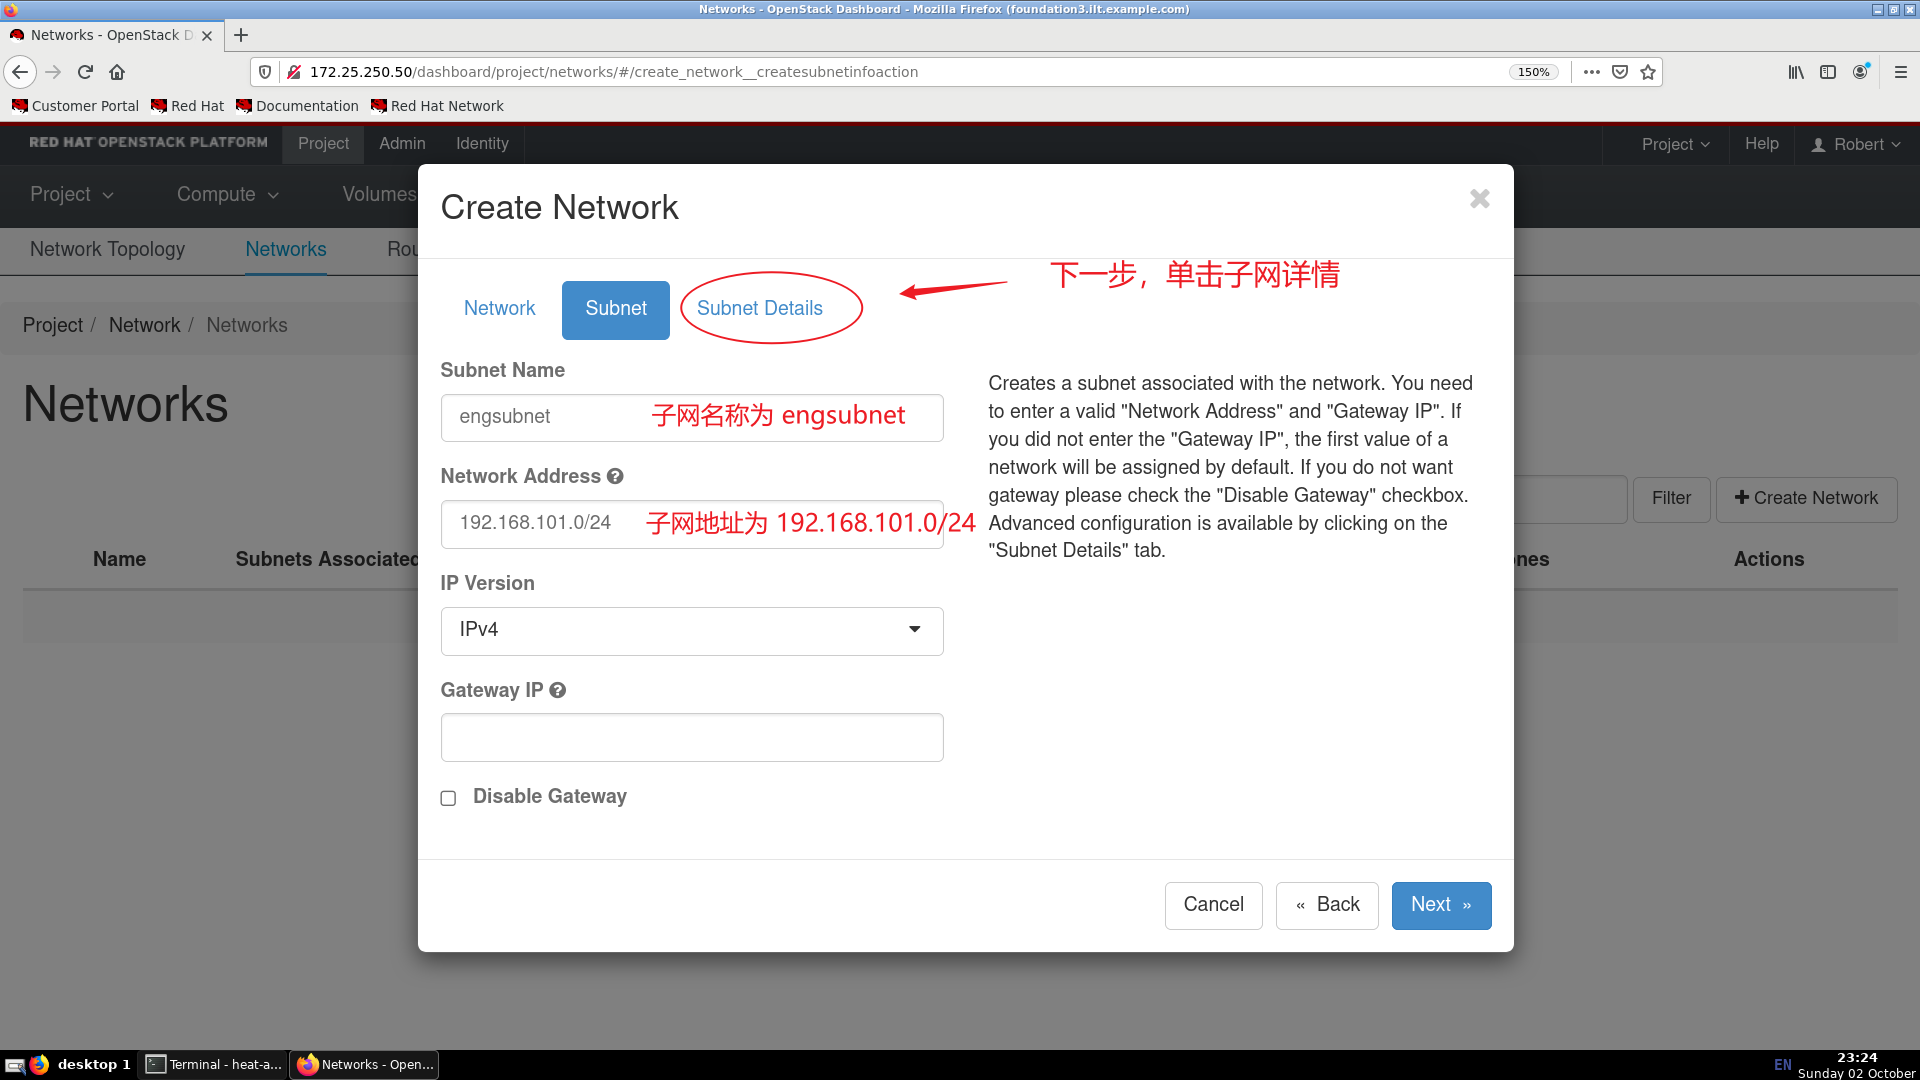 Networks - OpenStack Dashboard - Mozilla Firefox (foundation3.ilt.example.com)
Networks - OpenStack D
172.25.250.50/dashboard/project/networks/#/create_network__createsubnetinfoaction
150%
Customer Portal Red Hat Documentation Red Hat Network
RED HAT OPENSTACK PLATFORM Project Admin Identity Project Help Robert
Project Compute Volumes
Network Topology Networks Rou
Project / Network / Networks
Networks
Filter Create Network
Name Subnets Associated nes Actions
Create Network
下一步，单击子网详情
Network Subnet Subnet Details
Subnet Name
engsubnet 子网名称为 engsubnet
Network Address
192.168.101.0/24 子网地址为 192.168.101.0/24
IP Version
IPv4
Gateway IP
Disable Gateway
Creates a subnet associated with the network. You need
to enter a valid "Network Address" and "Gateway IP". If
you did not enter the "Gateway IP", the first value of a
network will be assigned by default. If you do not want
gateway please check the "Disable Gateway" checkbox.
Advanced configuration is available by clicking on the
"Subnet Details" tab.
Cancel « Back Next »
desktop 1 Terminal - heat-a... Networks - Open... EN 23:24
Sunday 02 October